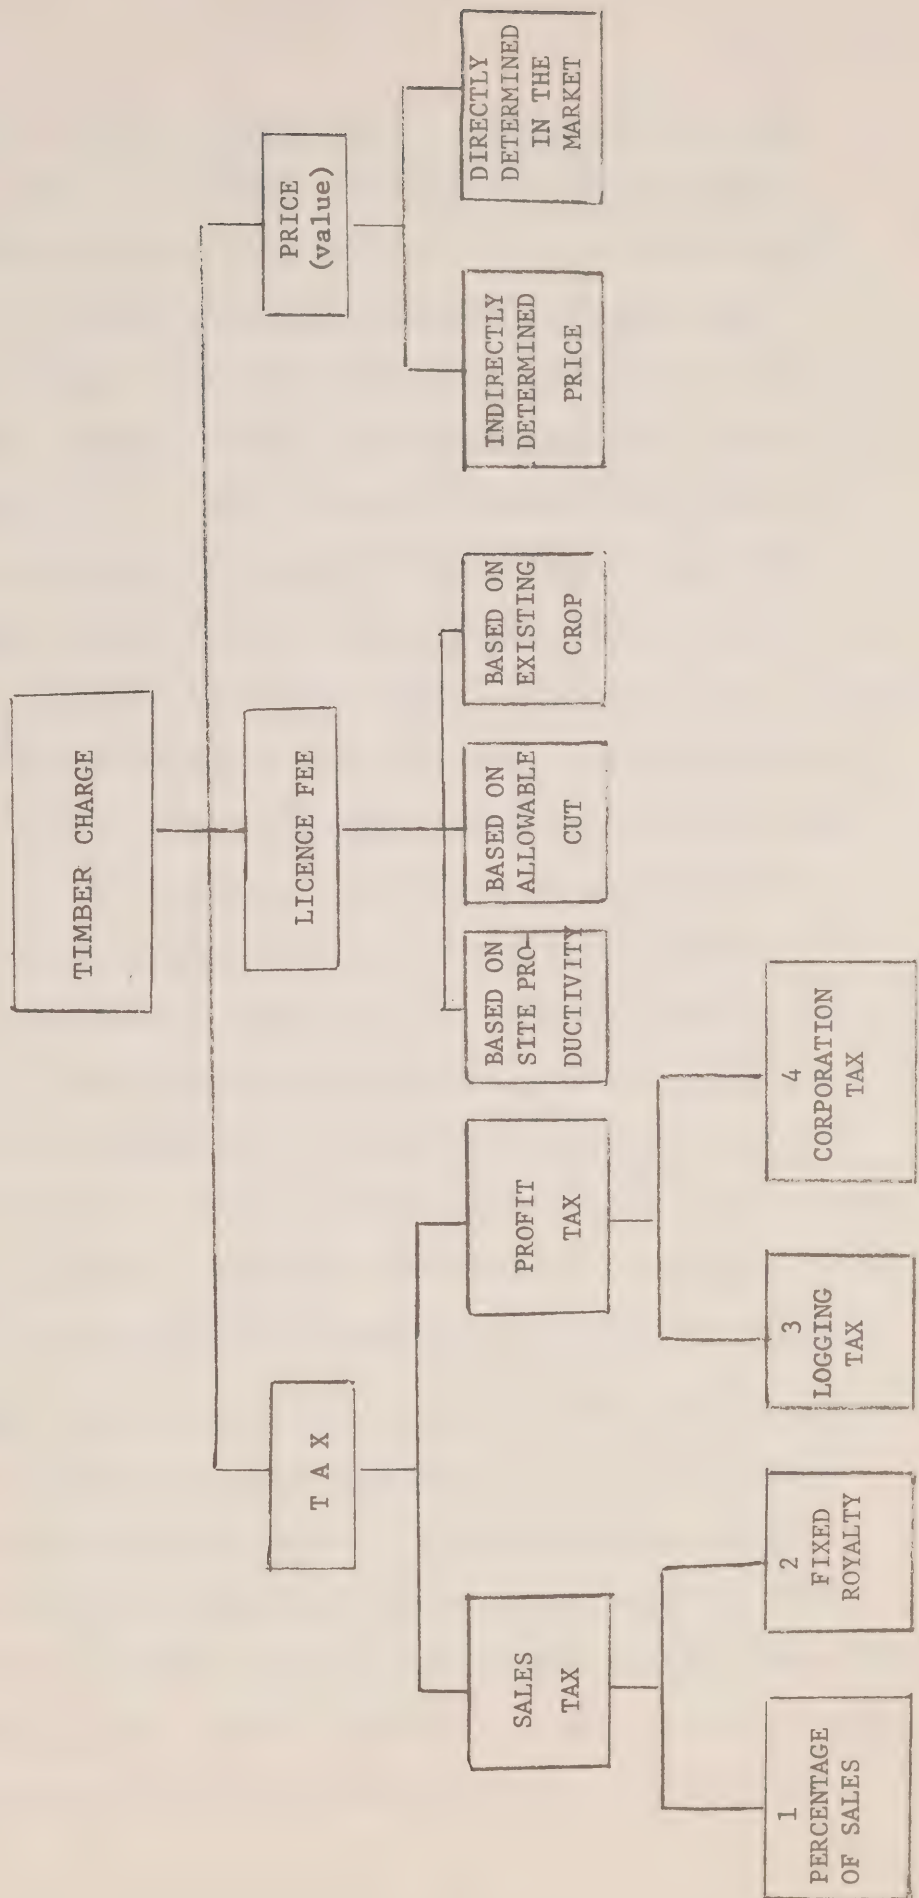 TIMBER CHARGE
T A X
LICENCE FEE
PRICE
(value)
SALES
TAX
PROFIT
TAX
BASED ON
SITE PRO-
DUCTIVITY
BASED ON
ALLOWABLE
CUT
BASED ON
EXISTING
CROP
INDIRECTLY
DETERMINED
PRICE
DIRECTLY
DETERMINED
IN THE
MARKET
1
PERCENTAGE
OF SALES
2
FIXED
ROYALTY
3
LOGGING
TAX
4
CORPORATION
TAX